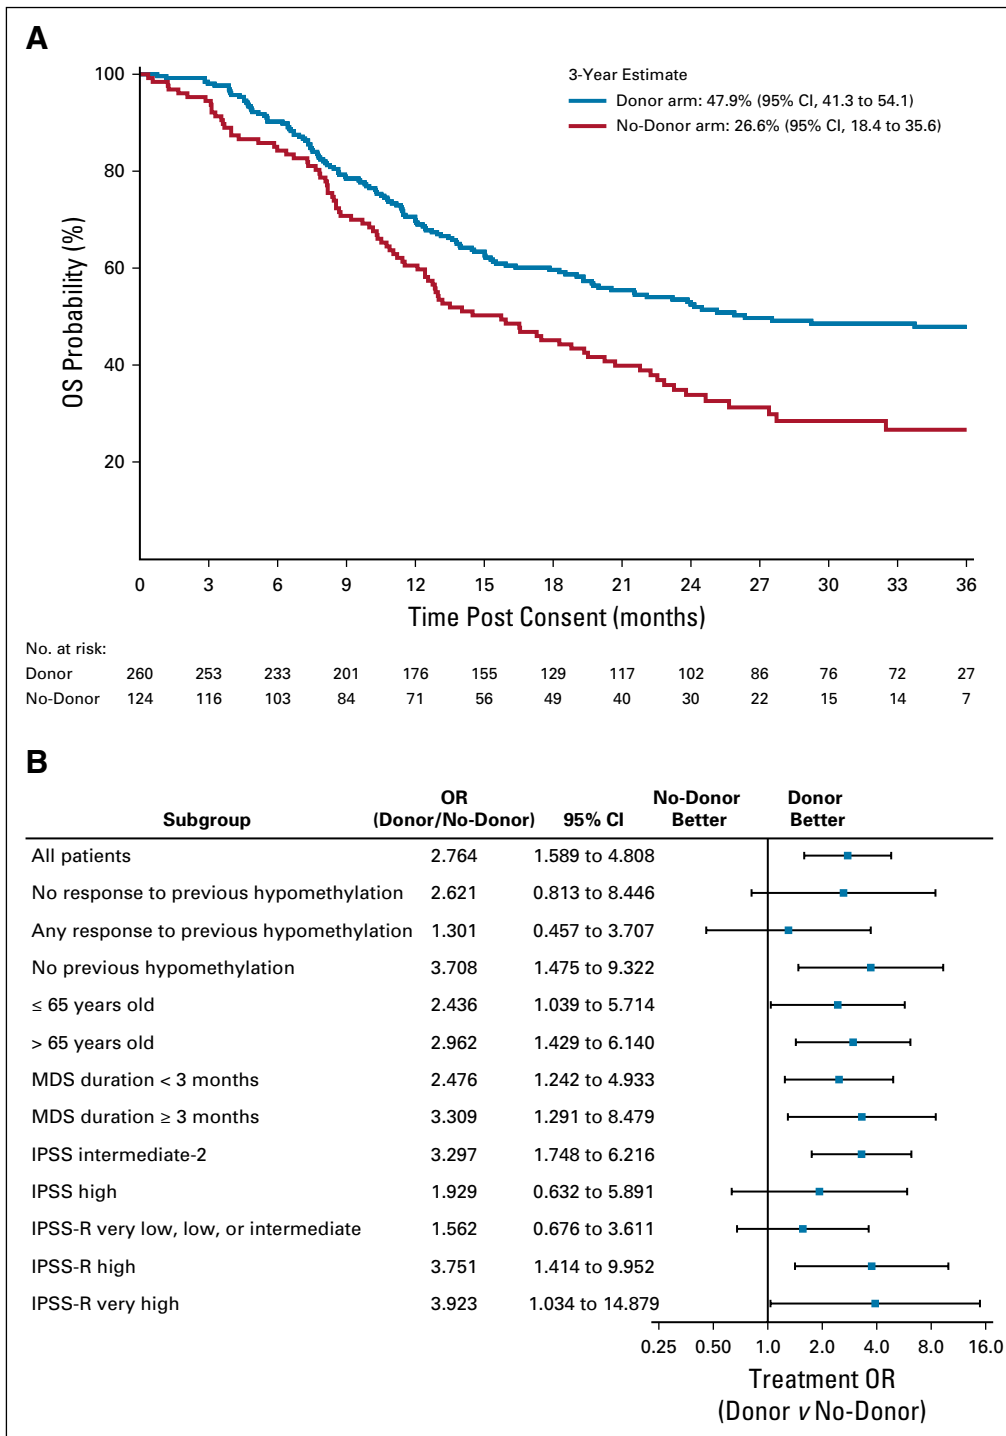 A
100
80
60
40
20
OS Probability (%)
3-Year Estimate
Donor arm: 47.9% (95% CI, 41.3 to 54.1)
No-Donor arm: 26.6% (95% CI, 18.4 to 35.6)
0 3 6 9 12 15 18 21 24 27 30 33 36
Time Post Consent (months)
No. at risk:
Donor 260 253 233 201 176 155 129 117 102 86 76 72 27
No-Donor 124 116 103 84 71 56 49 40 30 22 15 14 7
B
Subgroup OR (Donor/No-Donor) 95% CI No-Donor Better Donor Better
All patients 2.764 1.589 to 4.808
No response to previous hypomethylation 2.621 0.813 to 8.446
Any response to previous hypomethylation 1.301 0.457 to 3.707
No previous hypomethylation 3.708 1.475 to 9.322
≤ 65 years old 2.436 1.039 to 5.714
> 65 years old 2.962 1.429 to 6.140
MDS duration < 3 months 2.476 1.242 to 4.933
MDS duration ≥ 3 months 3.309 1.291 to 8.479
IPSS intermediate-2 3.297 1.748 to 6.216
IPSS high 1.929 0.632 to 5.891
IPSS-R very low, low, or intermediate 1.562 0.676 to 3.611
IPSS-R high 3.751 1.414 to 9.952
IPSS-R very high 3.923 1.034 to 14.879
0.25 0.50 1.0 2.0 4.0 8.0 16.0
Treatment OR
(Donor v No-Donor)